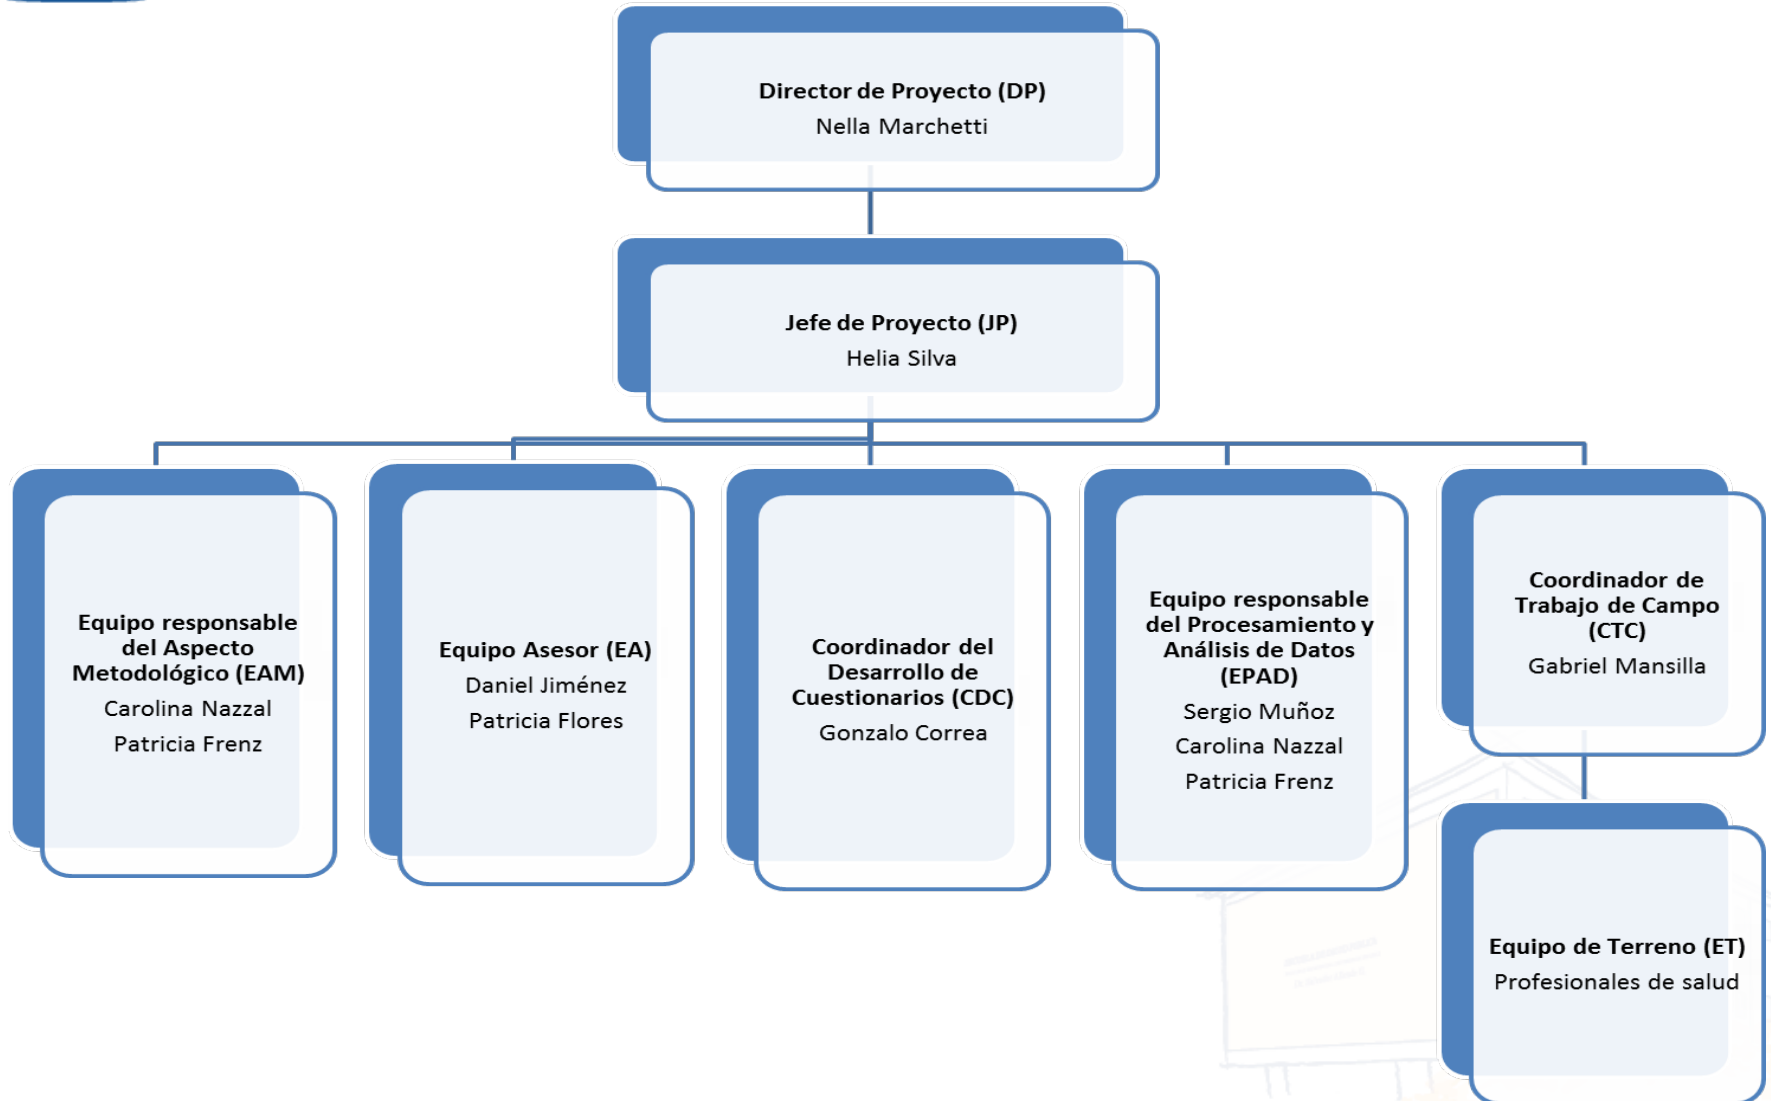 Director de Proyecto (DP)
Nella Marchetti
Jefe de Proyecto (JP)
Helia Silva
Equipo responsable
del Aspecto
Metodológico (EAM)
Carolina Nazzal
Patricia Frenz
Equipo Asesor (EA)
Daniel Jiménez
Patricia Flores
Coordinador del
Desarrollo de
Cuestionarios (CDC)
Gonzalo Correa
Equipo responsable
del Procesamiento y
Análisis de Datos
(EPAD)
Sergio Muñoz
Carolina Nazzal
Patricia Frenz
Coordinador de
Trabajo de Campo
(CTC)
Gabriel Mansilla
Equipo de Terreno (ET)
Profesionales de salud